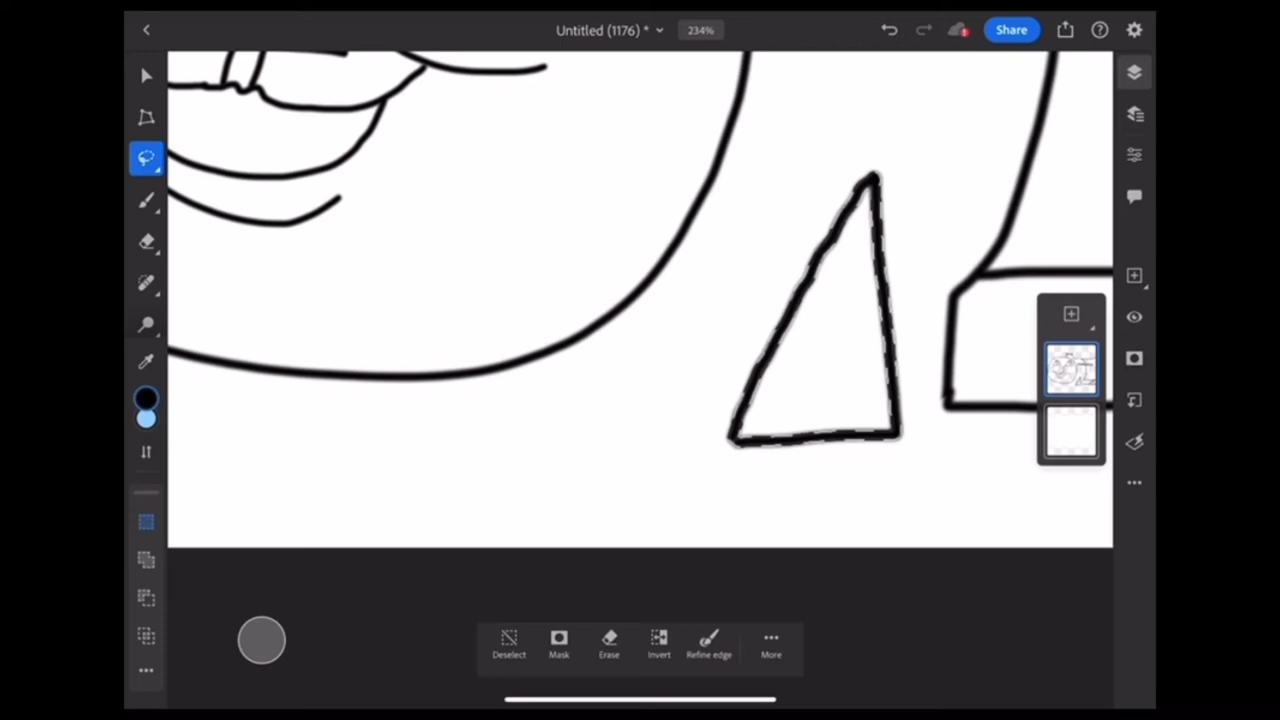 Untitled (1176) * 234% Share
Deselect Mask Erase Invert Refine edge More